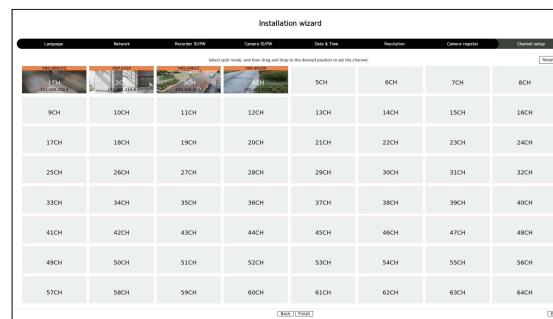 Installation wizard
Language Network Recorder ID/PW Camera ID/PW Date & Time Resolution Camera register Channel setup
Select split mode, and then drag and drop to the desired position to set the channel.
Reset
1CH 2CH 3CH 4CH 5CH 6CH 7CH 8CH
9CH 10CH 11CH 12CH 13CH 14CH 15CH 16CH
17CH 18CH 19CH 20CH 21CH 22CH 23CH 24CH
25CH 26CH 27CH 28CH 29CH 30CH 31CH 32CH
33CH 34CH 35CH 36CH 37CH 38CH 39CH 40CH
41CH 42CH 43CH 44CH 45CH 46CH 47CH 48CH
49CH 50CH 51CH 52CH 53CH 54CH 55CH 56CH
57CH 58CH 59CH 60CH 61CH 62CH 63CH 64CH
Back Finish